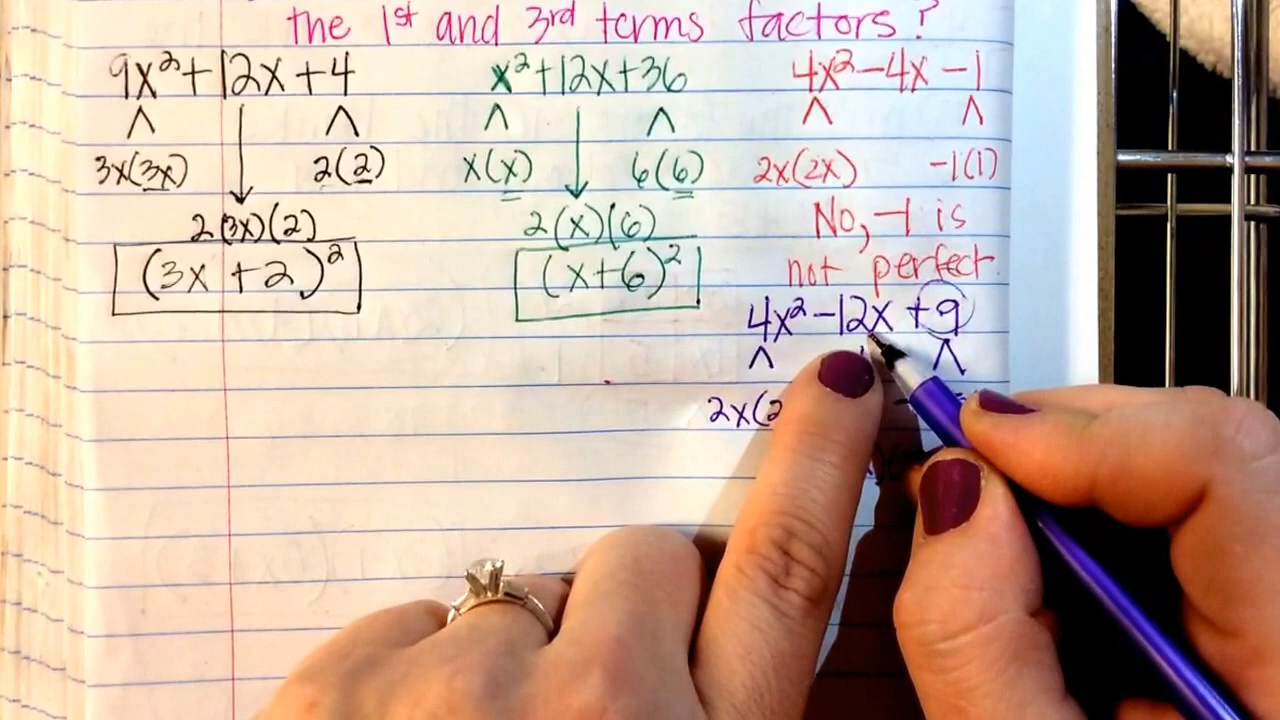 the 1st and 3rd terms factors?
9x²+12x+4
x²+12x+36
4x²-4x-1
3x(3x)
2(2)
x(x)
6(6)
2x(2x)
-1(1)
2(3x)(2)
2(x)(6)
No, -1 is
(3x+2)²
(x+6)²
not perfect.
4x²-12x+9
2x(2